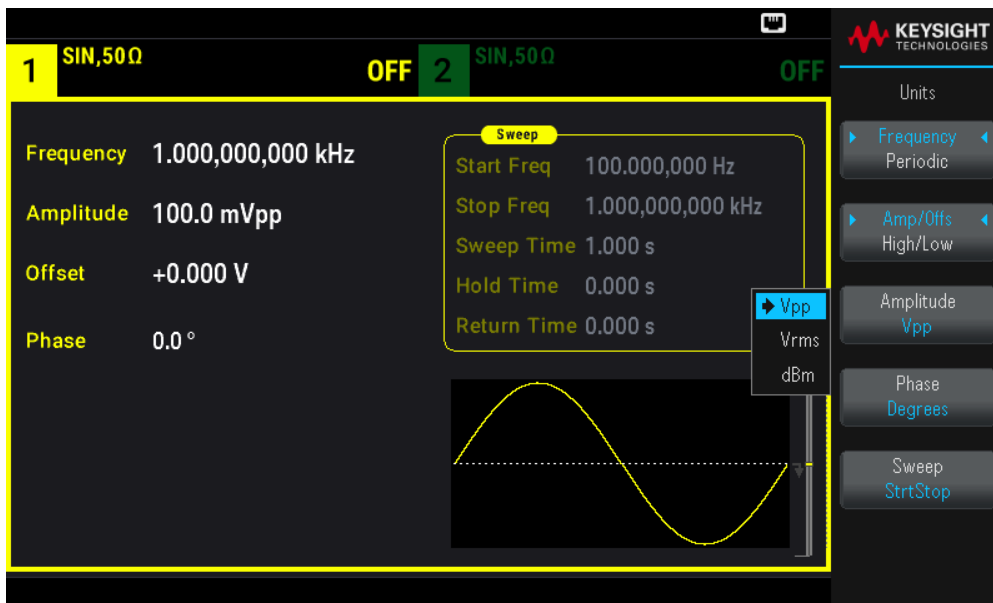 1 SIN,50Ω OFF 2 SIN,50Ω OFF
Frequency 1.000,000,000 kHz
Amplitude 100.0 mVpp
Offset +0.000 V
Phase 0.0 °
Sweep
Start Freq 100.000,000 Hz
Stop Freq 1.000,000,000 kHz
Sweep Time 1.000 s
Hold Time 0.000 s
Return Time 0.000 s
Vpp
Vrms
dBm
KEYSIGHT
TECHNOLOGIES
Units
Frequency
Periodic
Amp/Offs
High/Low
Amplitude
Vpp
Phase
Degrees
Sweep
StrtStop